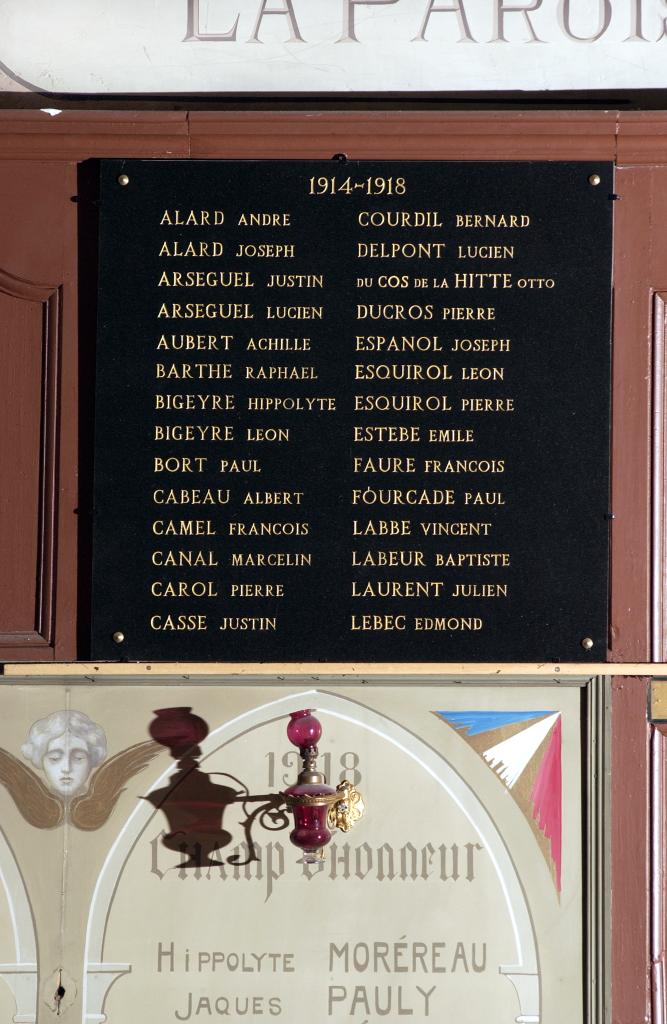 LA PAROI
1914-1918
ALARD ANDRE
ALARD JOSEPH
ARSEGUEL JUSTIN
ARSEGUEL LUCIEN
AUBERT ACHILLE
BARTHE RAPHAEL
BIGEYRE HIPPOLYTE
BIGEYRE LEON
BORT PAUL
CABEAU ALBERT
CAMEL FRANCOIS
CANAL MARCELIN
CAROL PIERRE
CASSE JUSTIN
COURDIL BERNARD
DELPONT LUCIEN
DU COS DE LA HITTE OTTO
DUCROS PIERRE
ESPANOL JOSEPH
ESQUIROL LEON
ESQUIROL PIERRE
ESTEBE EMILE
FAURE FRANCOIS
FOURCADE PAUL
LABBE VINCENT
LABEUR BAPTISTE
LAURENT JULIEN
LEBEC EDMOND
18
Champ d'Honneur
HiPPOLYTE MORÉREAU
JAQUES PAULY